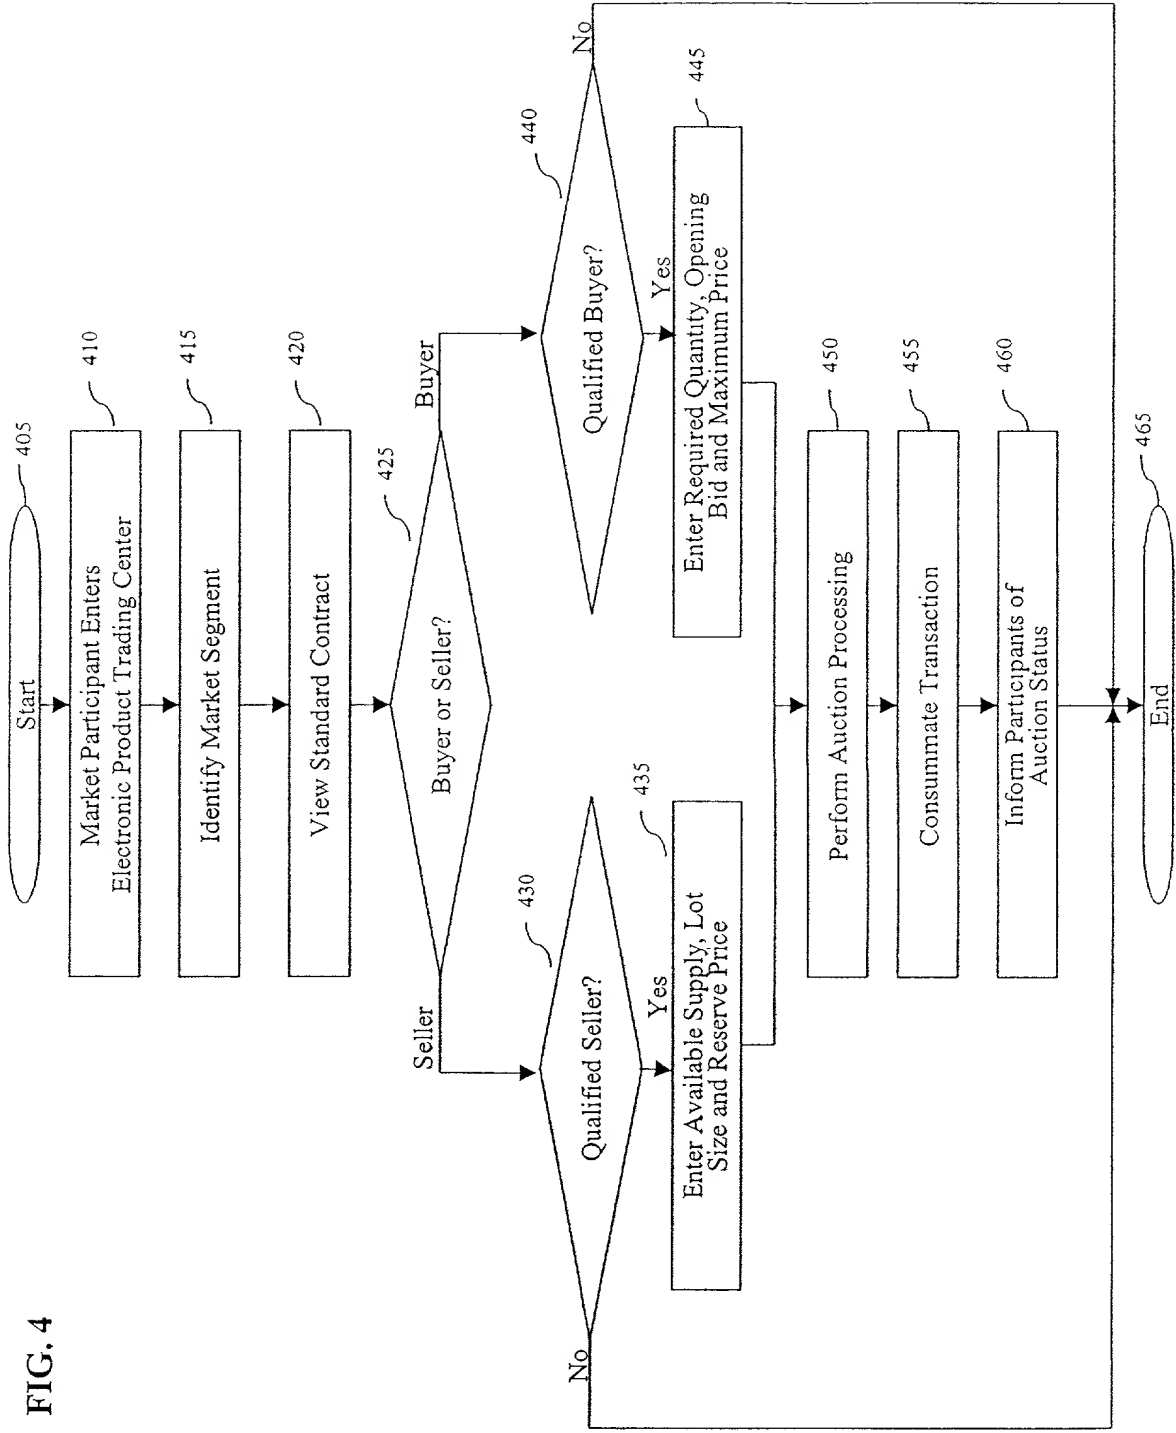 FIG. 4
Start
405
Market Participant Enters
Electronic Product Trading Center
410
Identify Market Segment
415
View Standard Contract
420
Buyer or Seller?
425
Seller
Buyer
Qualified Seller?
430
No
Yes
Enter Available Supply, Lot
Size and Reserve Price
435
Qualified Buyer?
440
No
Yes
Enter Required Quantity, Opening
Bid and Maximum Price
445
Perform Auction Processing
450
Consummate Transaction
455
Inform Participants of
Auction Status
460
End
465